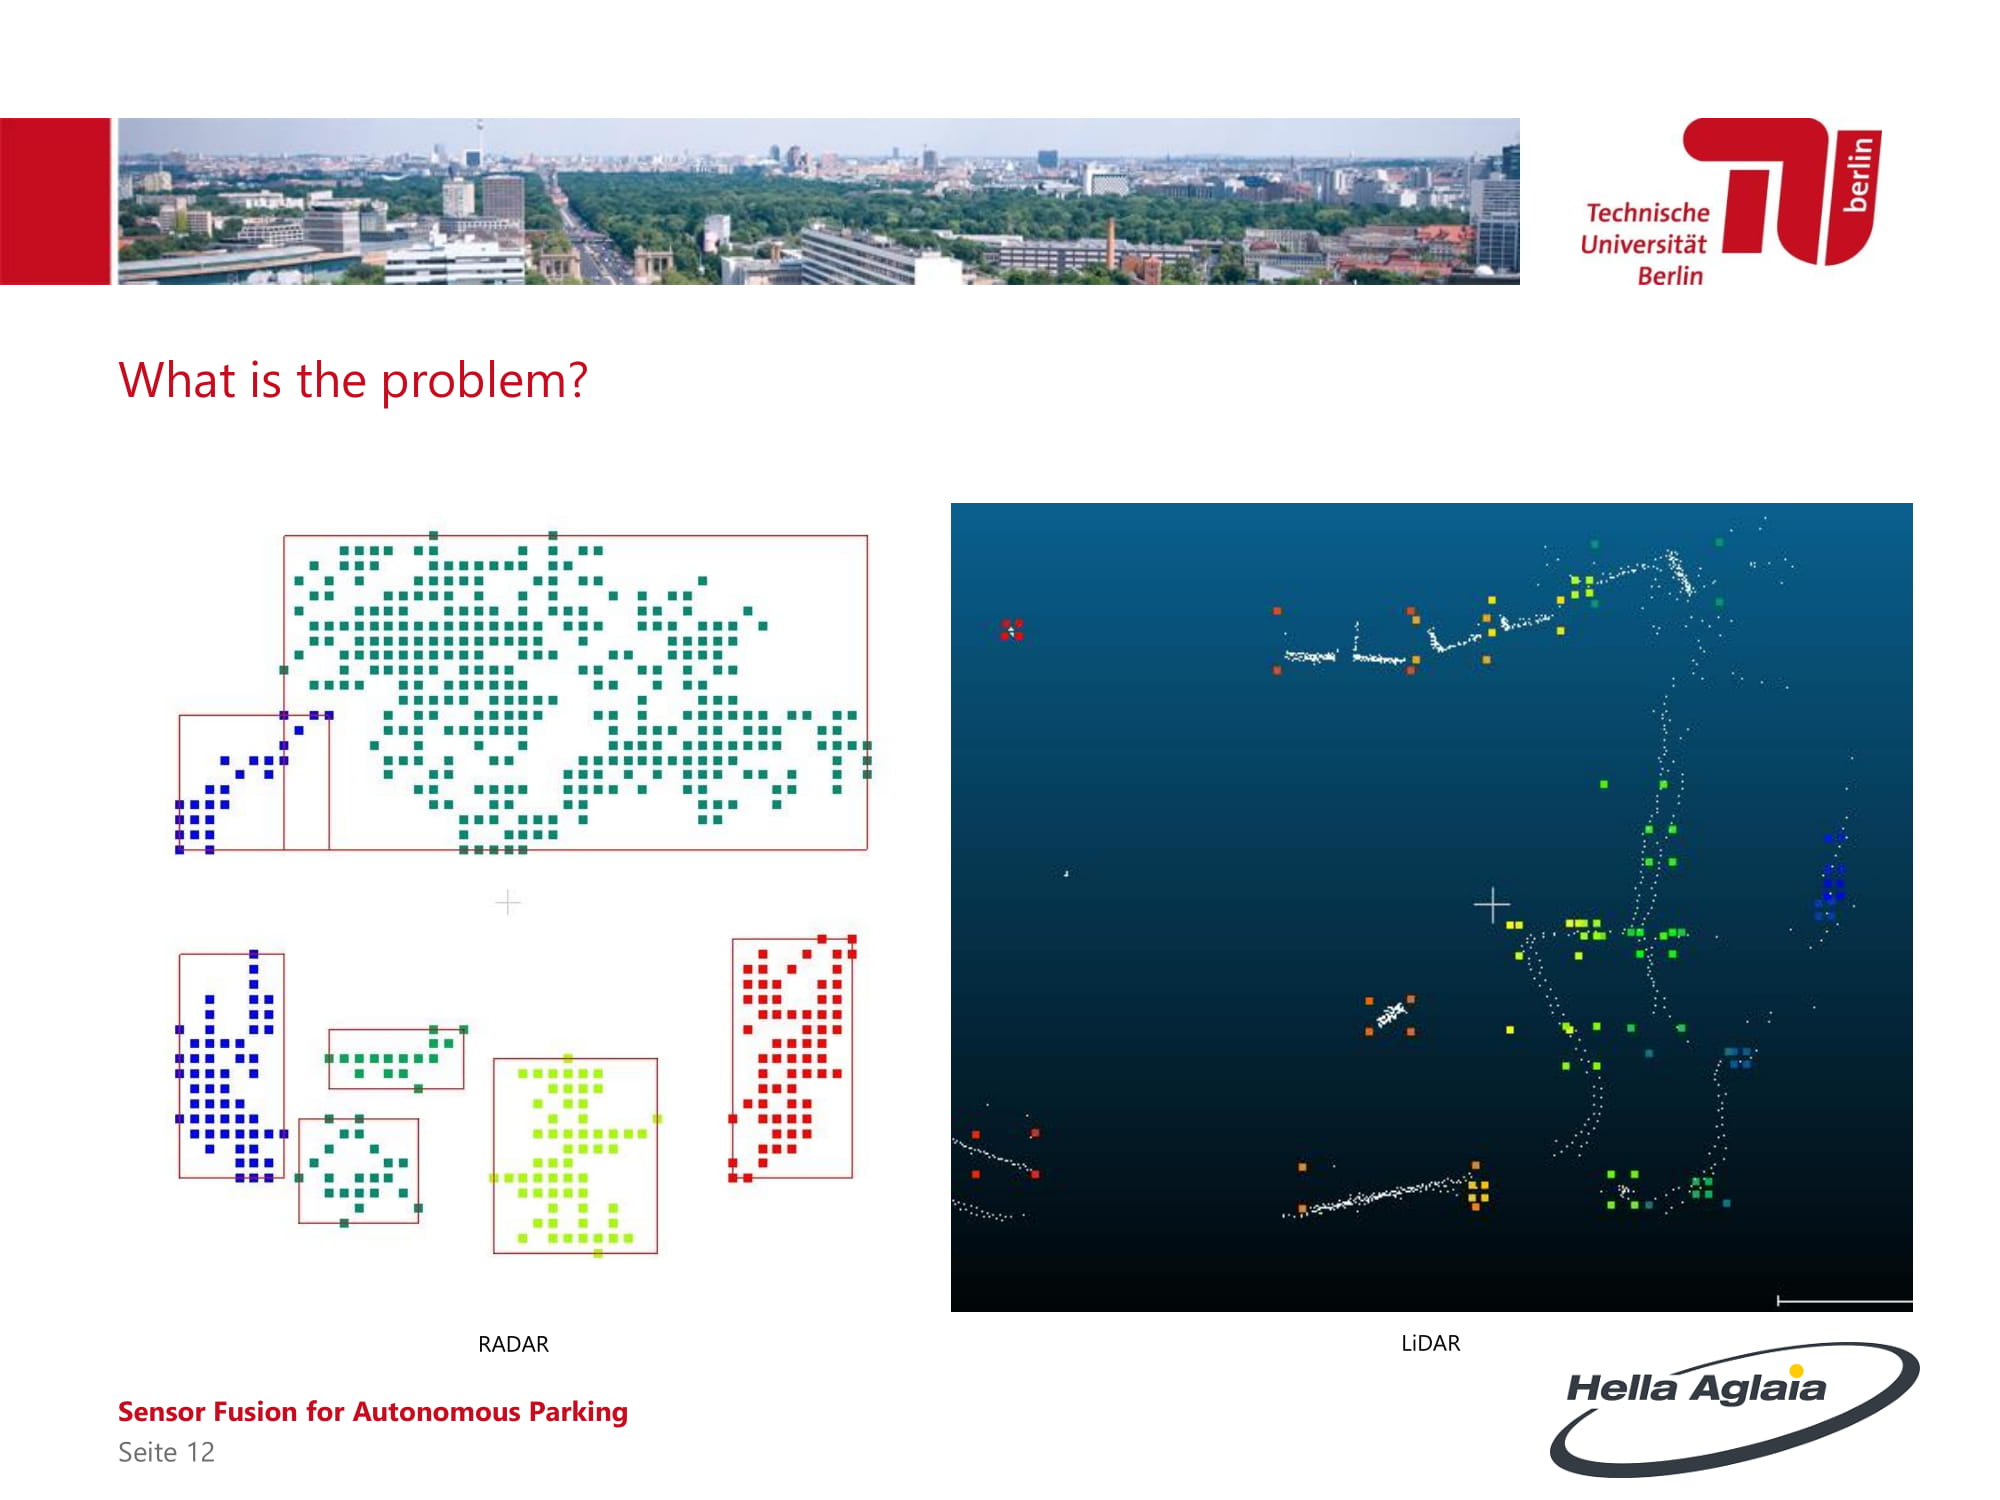 berlin
Technische
Universität
Berlin
What is the problem?
RADAR
LiDAR
Sensor Fusion for Autonomous Parking
Seite 12
Hella Aglaia